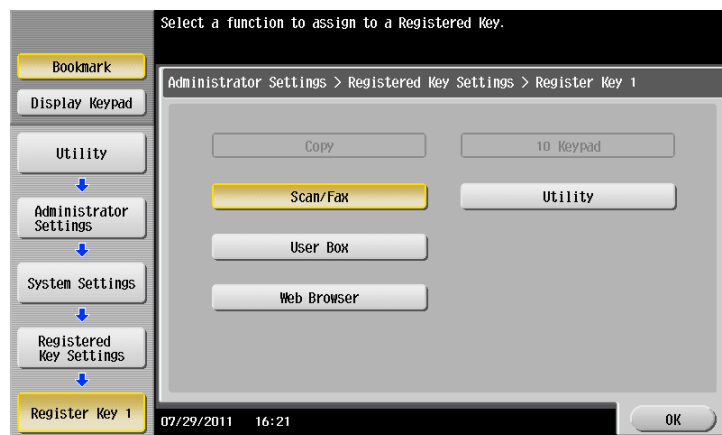 Select a function to assign to a Registered Key.
Bookmark
Display Keypad
Utility
Administrator
Settings
System Settings
Registered
Key Settings
Register Key 1
Administrator Settings > Registered Key Settings > Register Key 1
Copy
10 Keypad
Scan/Fax
Utility
User Box
Web Browser
07/29/2011 16:21
OK